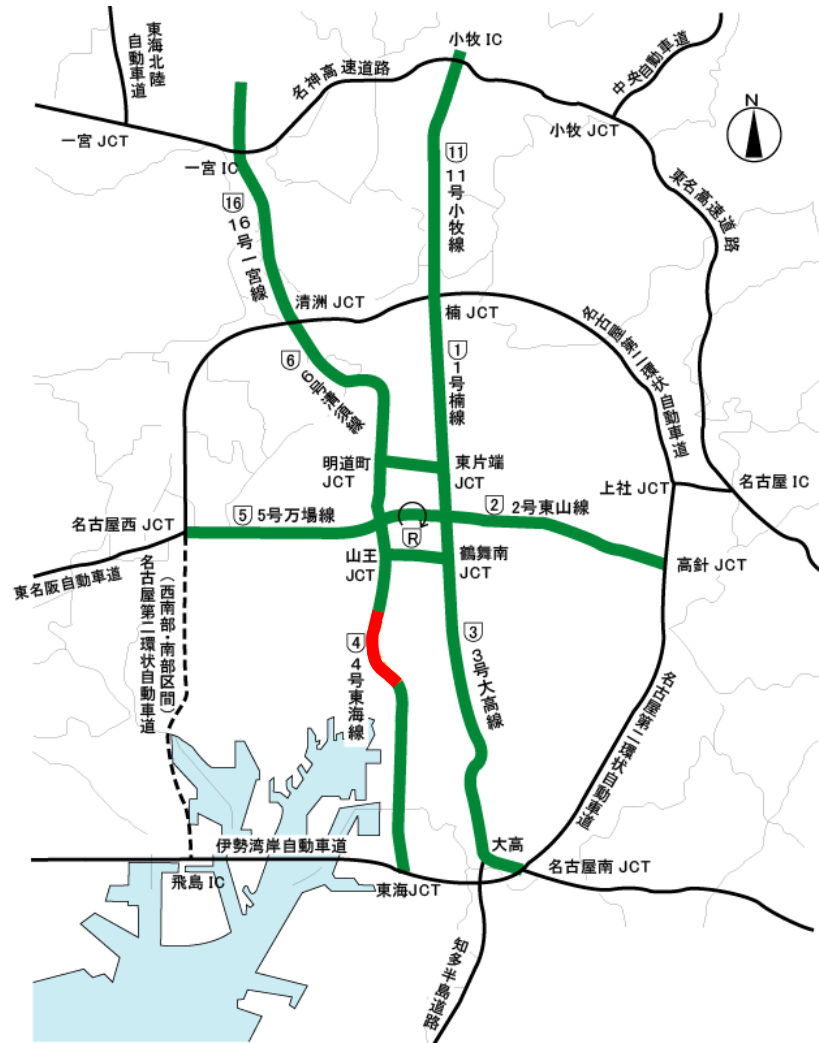 小牧 IC
東海北陸
自動車道
名神高速道路
中央自動車道
N
一宮 JCT
小牧 JCT
一宮 IC
11
11号小牧線
東名高速道路
16
16号一宮線
清洲 JCT
楠 JCT
名古屋第二環状自動車道
6
6号清須線
1
1号楠線
明道町
JCT
東片端
JCT
上社 JCT
名古屋 IC
5
5号万場線
2
2号東山線
名古屋西 JCT
R
山王
JCT
鶴舞南
JCT
高針 JCT
東名阪自動車道
名古屋第二環状自動車道
（西南部・南部区間）
4
4号東海線
3
3号大高線
名古屋第二環状自動車道
伊勢湾岸自動車道
大高
飛島 IC
東海JCT
名古屋南 JCT
知多半島道路